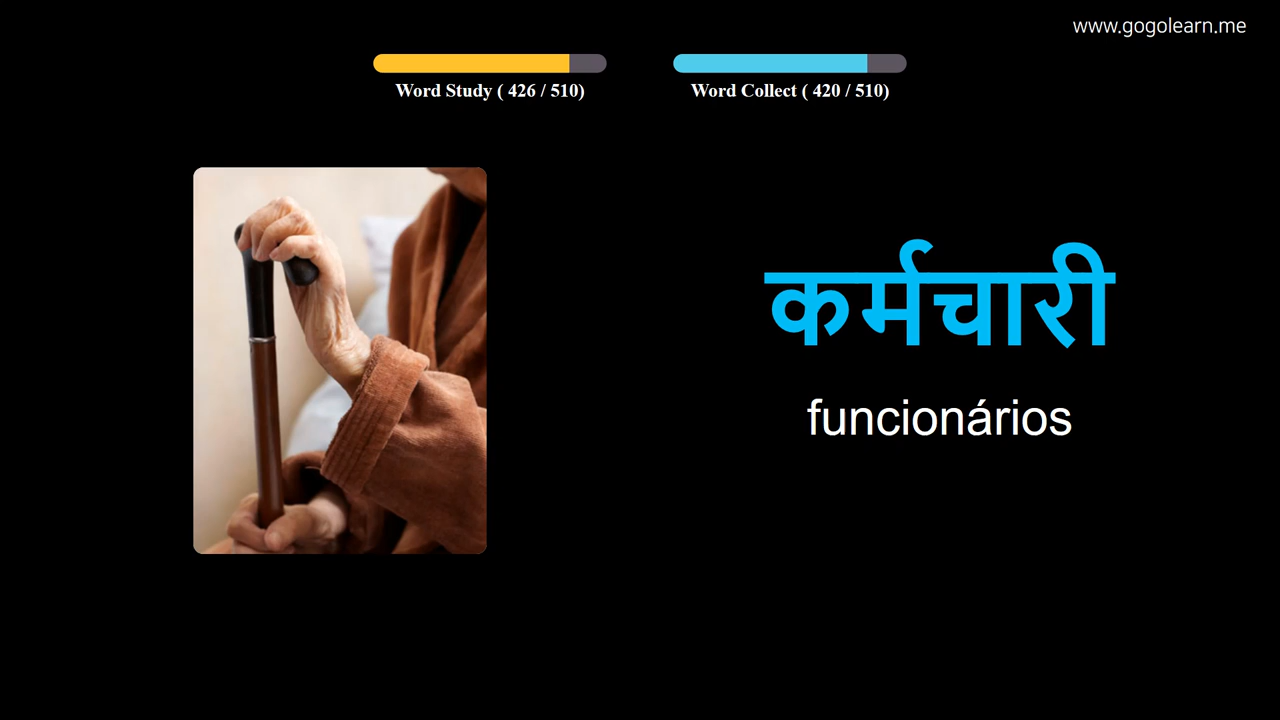 www.gogolearn.me
Word Study ( 426 / 510)
Word Collect ( 420 / 510)
कर्मचारी
funcionários